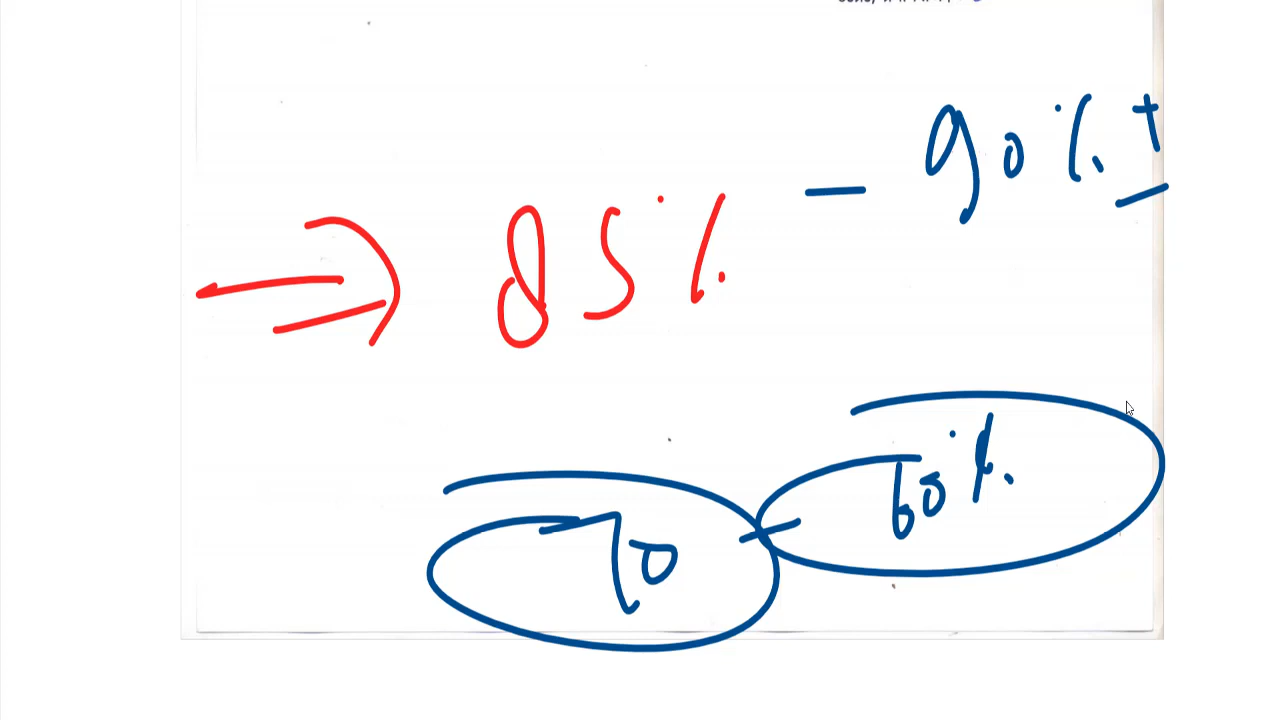 ⇒ 85% - 90% +
70 - 60%